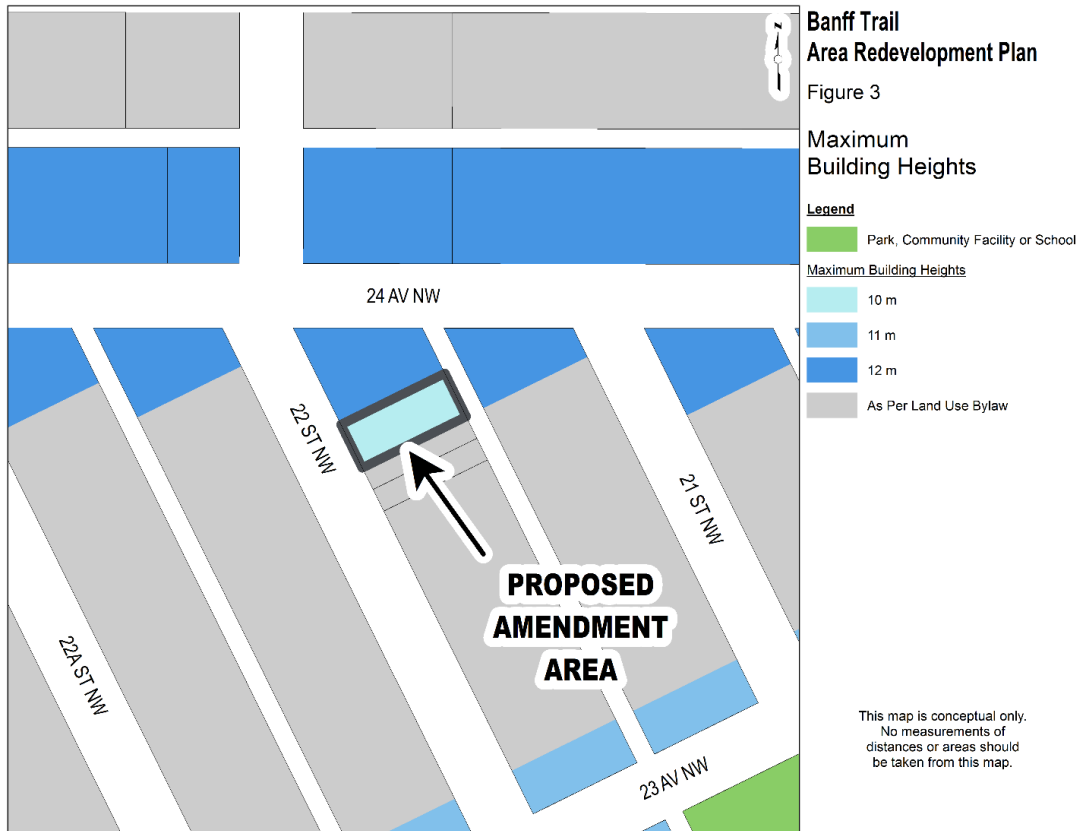 Banff Trail
Area Redevelopment Plan
Figure 3
Maximum
Building Heights
Legend
Park, Community Facility or School
Maximum Building Heights
10 m
11 m
12 m
As Per Land Use Bylaw
N
24 AV NW
22 ST NW
21 ST NW
PROPOSED
AMENDMENT
AREA
22A ST NW
23 AV NW
This map is conceptual only.
No measurements of
distances or areas should
be taken from this map.